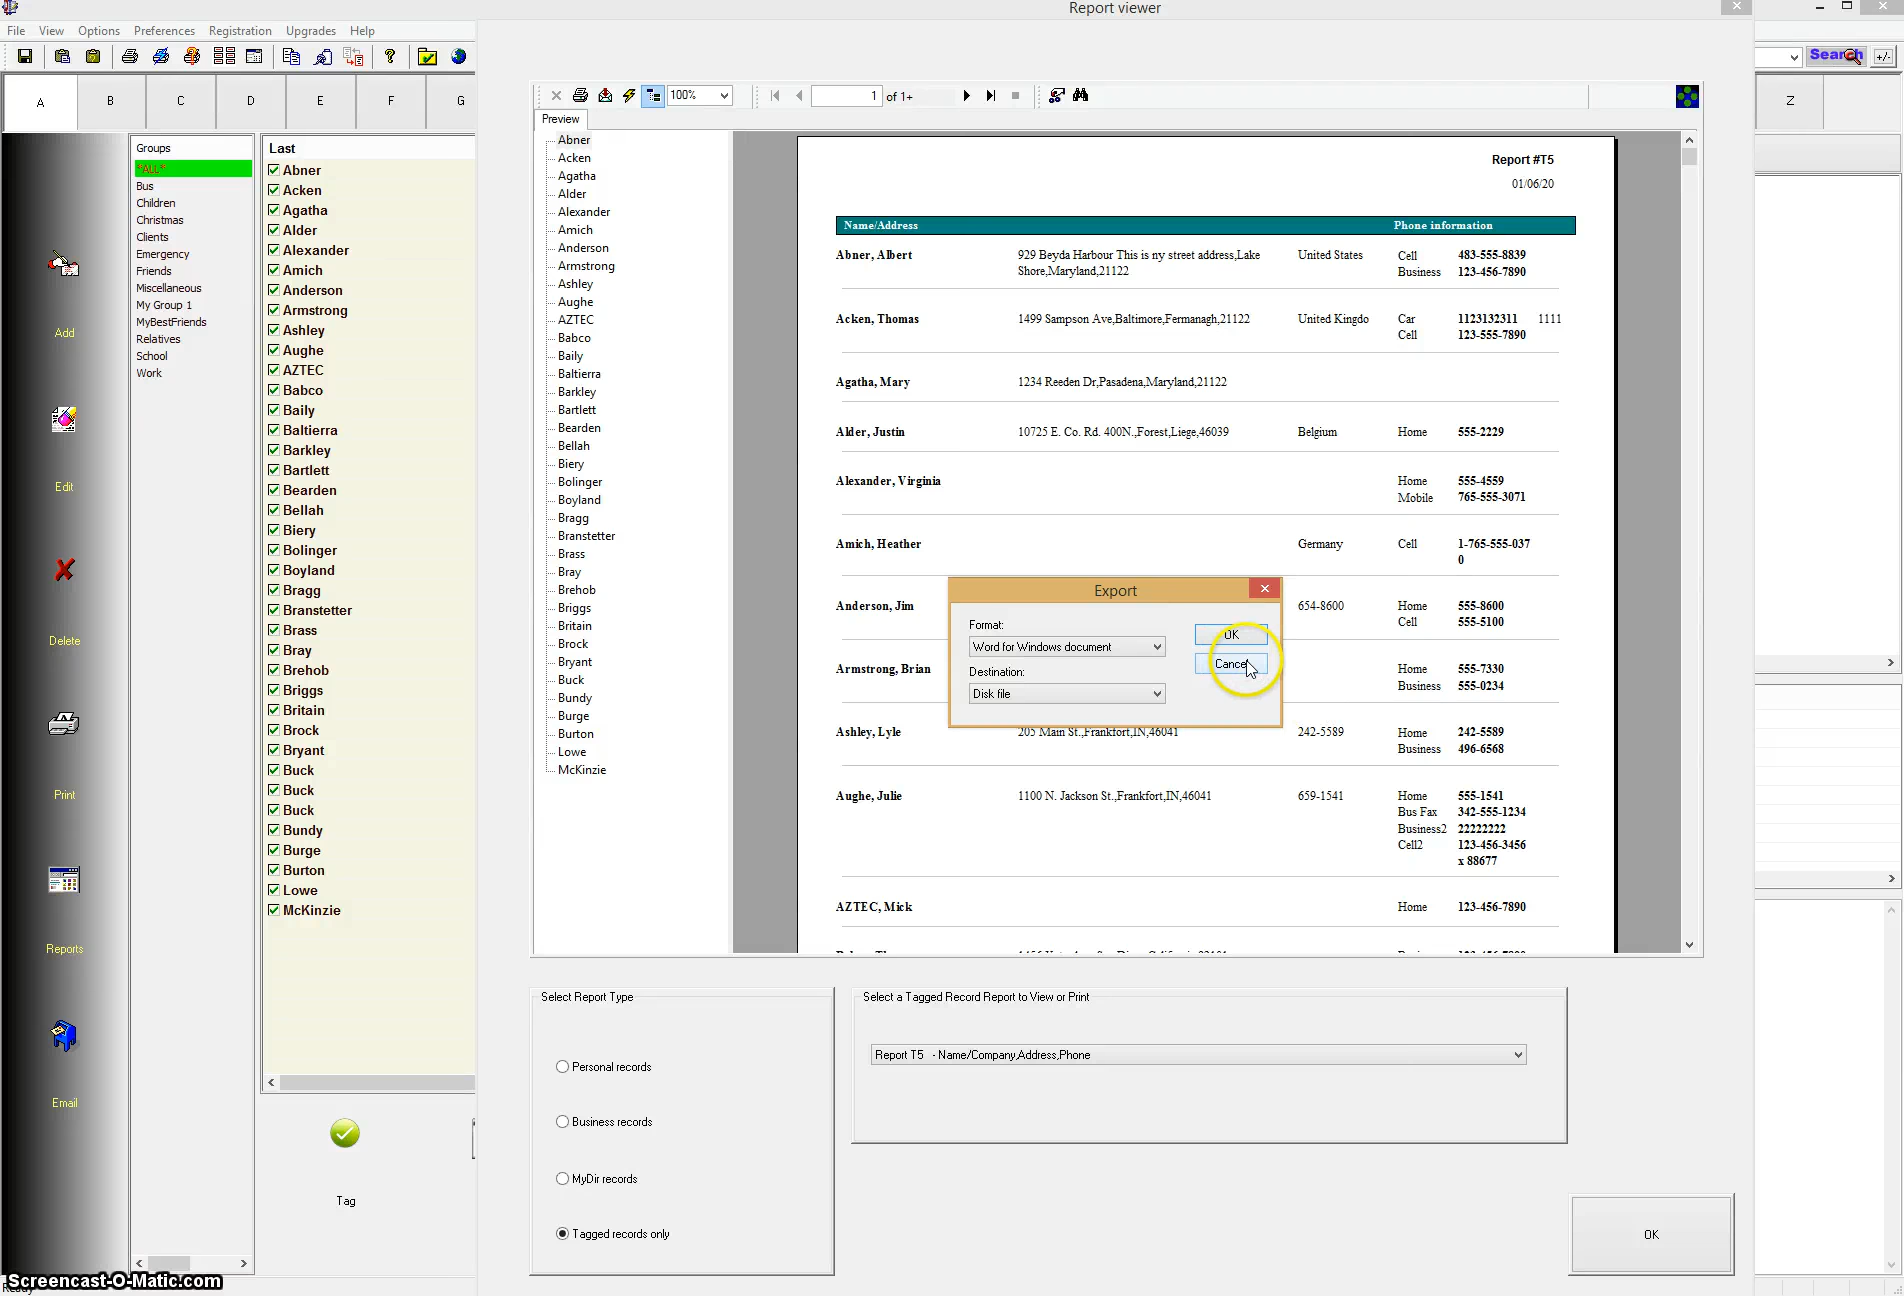 Report viewer
File View Options Preferences Registration Upgrades Help
Search +/-
A B C D E F G Z
100% 1 of 1+
Preview
Groups
*ALL*
Bus
Children
Christmas
Clients
Emergency
Friends
Miscellaneous
My Group 1
MyBestFriends
Relatives
School
Work
Add
Edit
Delete
Print
Reports
Email
Last
Abner
Acken
Agatha
Alder
Alexander
Amich
Anderson
Armstrong
Ashley
Aughe
AZTEC
Babco
Baily
Baltierra
Barkley
Bartlett
Bearden
Bellah
Biery
Bolinger
Boyland
Bragg
Branstetter
Brass
Bray
Brehob
Briggs
Britain
Brock
Bryant
Buck
Buck
Buck
Bundy
Burge
Burton
Lowe
McKinzie
Tag
Abner
Acken
Agatha
Alder
Alexander
Amich
Anderson
Armstrong
Ashley
Aughe
AZTEC
Babco
Baily
Baltierra
Barkley
Bartlett
Bearden
Bellah
Biery
Bolinger
Boyland
Bragg
Branstetter
Brass
Bray
Brehob
Briggs
Britain
Brock
Bryant
Buck
Bundy
Burge
Burton
Lowe
McKinzie
Report #T5
01/06/20
Name/Address Phone information
Abner, Albert 929 Beyda Harbour This is ny street address,Lake United States Cell 483-555-8839
Shore,Maryland,21122 Business 123-456-7890
Acken, Thomas 1499 Sampson Ave,Baltimore,Fermanagh,21122 United Kingdo Car 1123132311 1111
Cell 123-555-7890
Agatha, Mary 1234 Reeden Dr,Pasadena,Maryland,21122
Alder, Justin 10725 E. Co. Rd. 400N.,Forest,Liege,46039 Belgium Home 555-2229
Alexander, Virginia Home 555-4559
Mobile 765-555-3071
Amich, Heather Germany Cell 1-765-555-037
0
Anderson, Jim 654-8600 Home 555-8600
Cell 555-5100
Armstrong, Brian Home 555-7330
Business 555-0234
Ashley, Lyle 205 Main St.,Frankfort,IN,46041 242-5589 Home 242-5589
Business 496-6568
Aughe, Julie 1100 N. Jackson St.,Frankfort,IN,46041 659-1541 Home 555-1541
Bus Fax 342-555-1234
Business2 22222222
Cell2 123-456-3456
x 88677
AZTEC, Mick Home 123-456-7890
Export
Format:
Word for Windows document
Destination:
Disk file
OK
Cancel
Select Report Type
Personal records
Business records
MyDir records
Tagged records only
Select a Tagged Record Report to View or Print
Report T5 - Name/Company,Address,Phone
OK
Screencast-O-Matic.com
Ready